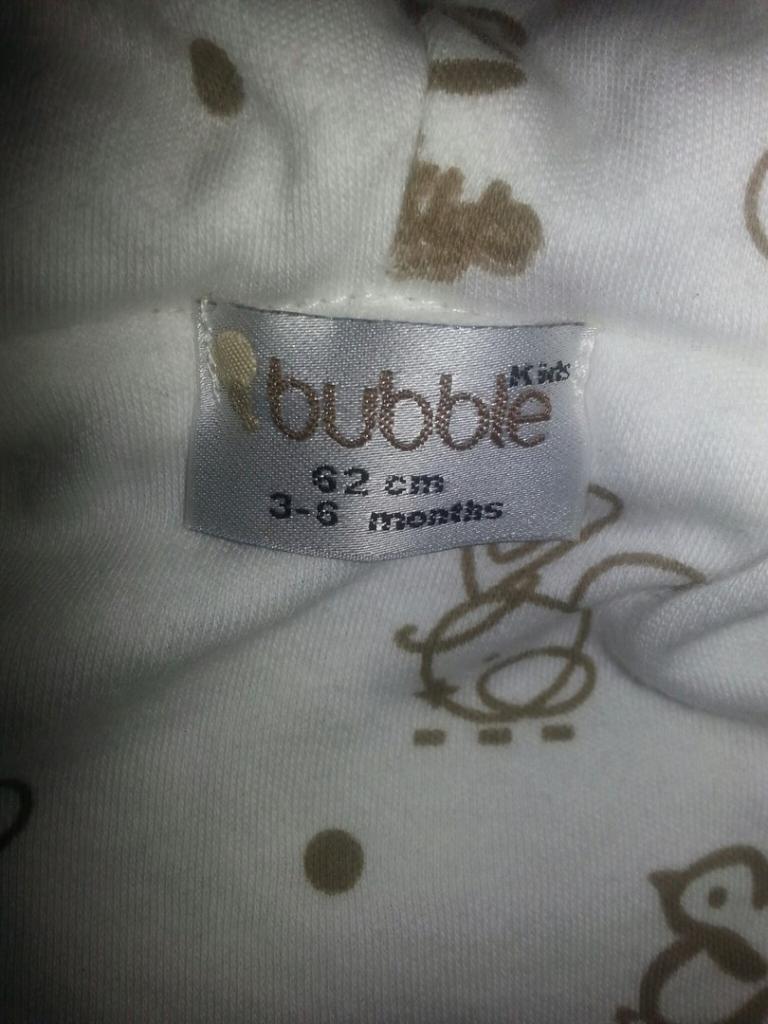 bubble Kids
62 cm
3-6 months